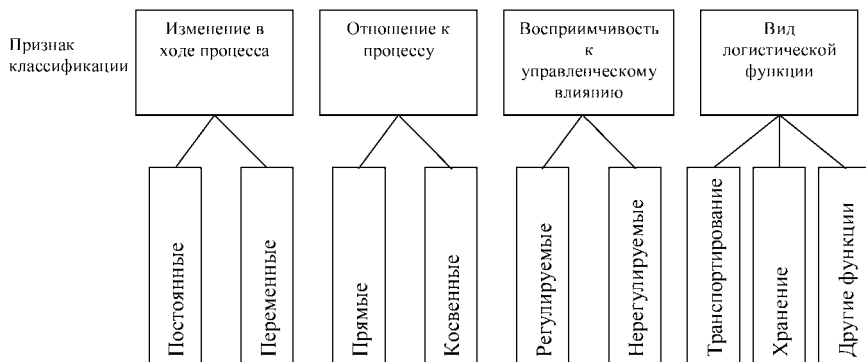 Признак
классификации
Изменение в
ходе процесса
Отношение к
процессу
Восприимчивость
к
управленческому
влиянию
Вид
логистической
функции
Постоянные
Переменные
Прямые
Косвенные
Регулируемые
Нерегулируемые
Транспортирование
Хранение
Другие функции